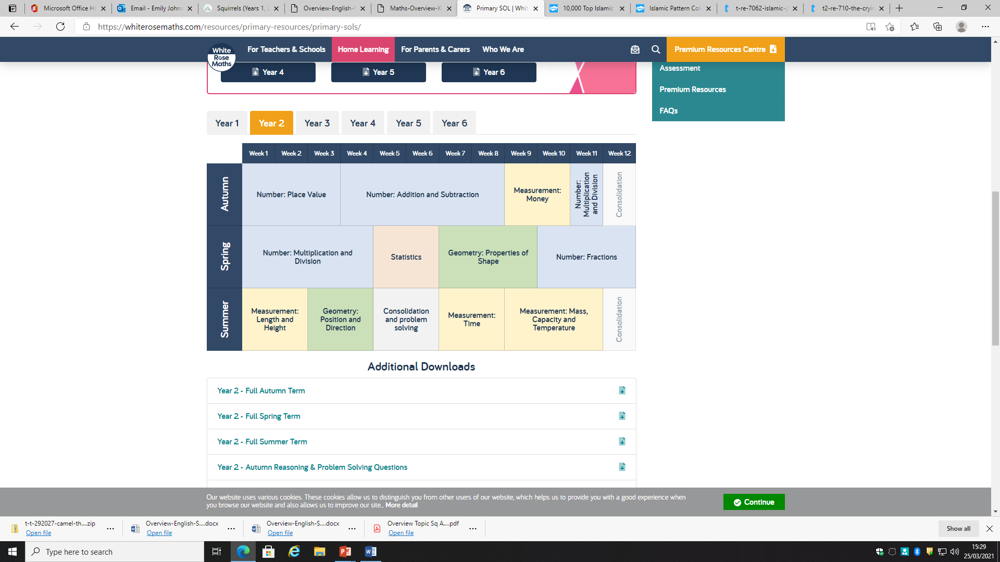 Microsoft Office Ho
Email - Emily Johns
Squirrels (Years 1, 2
Overview-English-
Maths-Overview-K
Primary SOL | Whit
10,000 Top Islamic
Islamic Pattern Col
t-re-7062-islamic-p
t2-re-710-the-cryin
https://whiterosemaths.com/resources/primary-resources/primary-sols/
White
Rose
Maths
For Teachers & Schools
Home Learning
For Parents & Carers
Who We Are
Premium Resources Centre
Year 4
Year 5
Year 6
Assessment
Premium Resources
FAQs
Year 1
Year 2
Year 3
Year 4
Year 5
Year 6
Week 1 Week 2 Week 3 Week 4 Week 5 Week 6 Week 7 Week 8 Week 9 Week 10 Week 11 Week 12
Autumn
Number: Place Value
Number: Addition and Subtraction
Measurement:
Money
Number:
Multiplication
and Division
Consolidation
Spring
Number: Multiplication and
Division
Statistics
Geometry: Properties of
Shape
Number: Fractions
Summer
Measurement:
Length and
Height
Geometry:
Position and
Direction
Consolidation
and problem
solving
Measurement:
Time
Measurement: Mass,
Capacity and
Temperature
Consolidation
Additional Downloads
Year 2 - Full Autumn Term
Year 2 - Full Spring Term
Year 2 - Full Summer Term
Year 2 - Autumn Reasoning & Problem Solving Questions
Our website uses various cookies. These cookies allow us to distinguish you from other users of our website, which helps us to provide you with a good experience when
you browse our website and also allows us to improve our site... More detail
Continue
t-t-292027-camel-th....zip
Open file
Overview-English-S....docx
Open file
Overview-English-S....docx
Open file
Overview Topic Sq A....pdf
Open file
Show all
Type here to search
15:29
25/03/2021